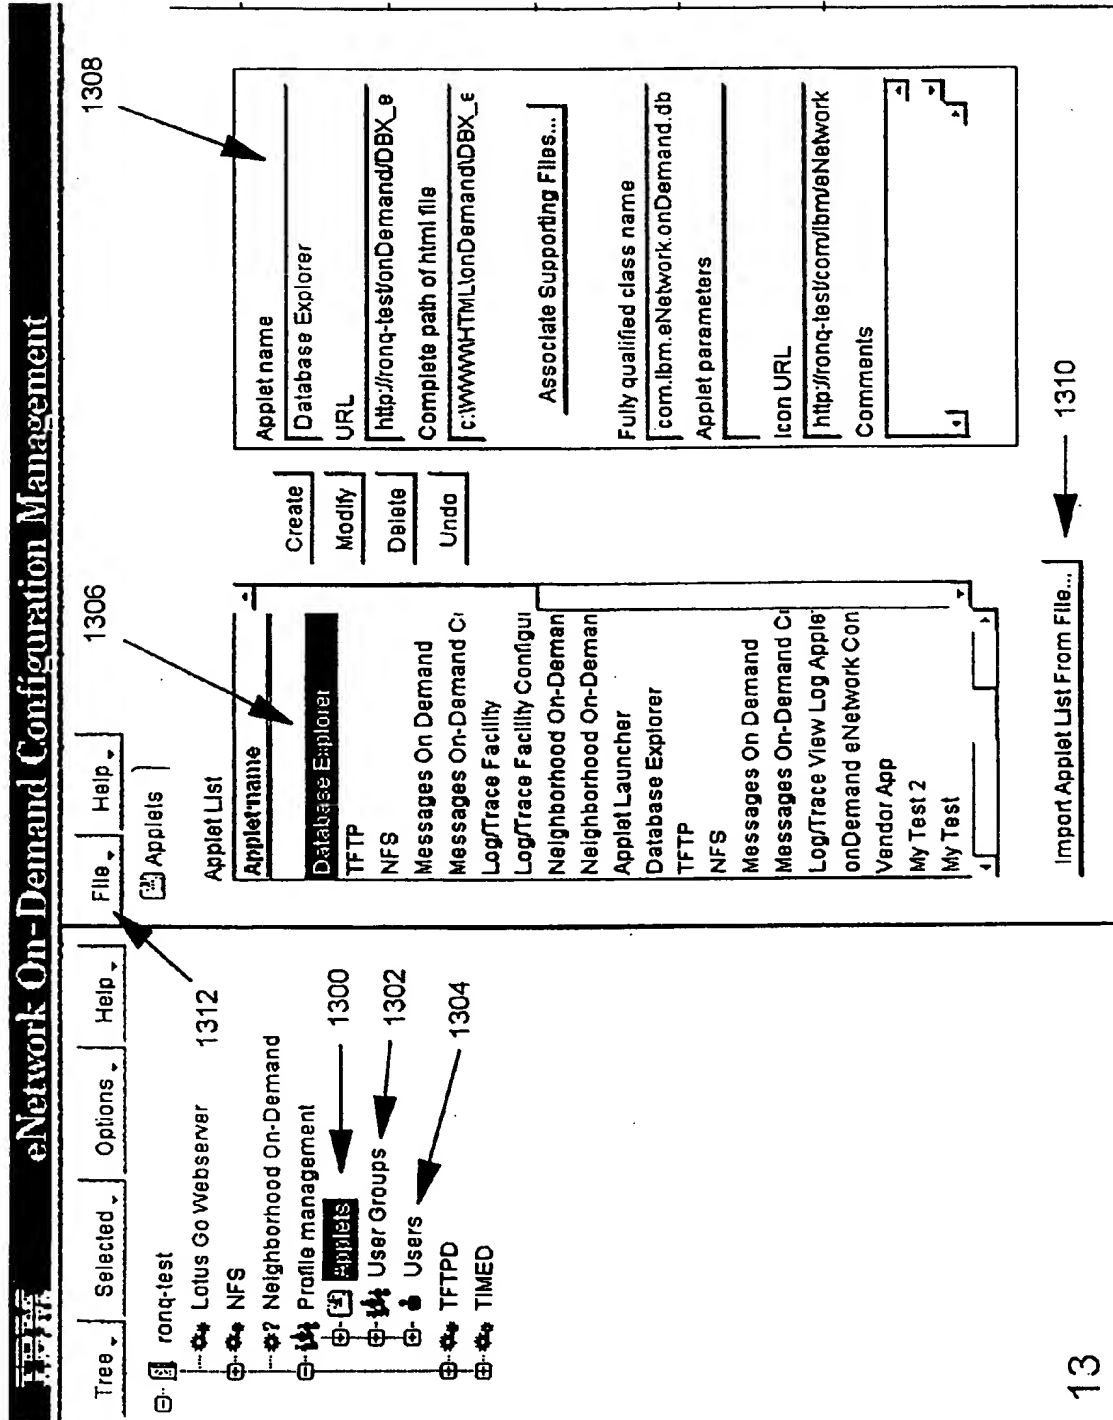 eNetwork On-Demand Configuration Management
Tree
Selected
Options
Help
ronq-test
Lotus Go Webserver
NFS
? Neighborhood On-Demand
Profile management
Applets
User Groups
Users
TFTPD
TIMED
1312
1300
1302
1304
File
Help
Applets
Applet List
Applet name
Database Explorer
TFTP
NFS
Messages On Demand
Messages On-Demand
Log/Trace Facility
Log/Trace Facility Configur
Neighborhood On-Deman
Neighborhood On-Deman
Applet Launcher
Database Explorer
TFTP
NFS
Messages On Demand
Messages On-Demand
Log/Trace View Log Applet
onDemand eNetwork Con
Vendor App
My Test 2
My Test
Import Applet List From File...
1306
1310
Create
Modify
Delete
Undo
1308
Applet name
Database Explorer
URL
http://ronq-test/onDemand/DBX_e
Complete path of html file
c:\WWW\HTML\onDemand\DBX_e
Associate Supporting Files...
Fully qualified class name
com.ibm.eNetwork.onDemand.db
Applet parameters
Icon URL
http://ronq-test/com/ibm/eNetwork
Comments
13